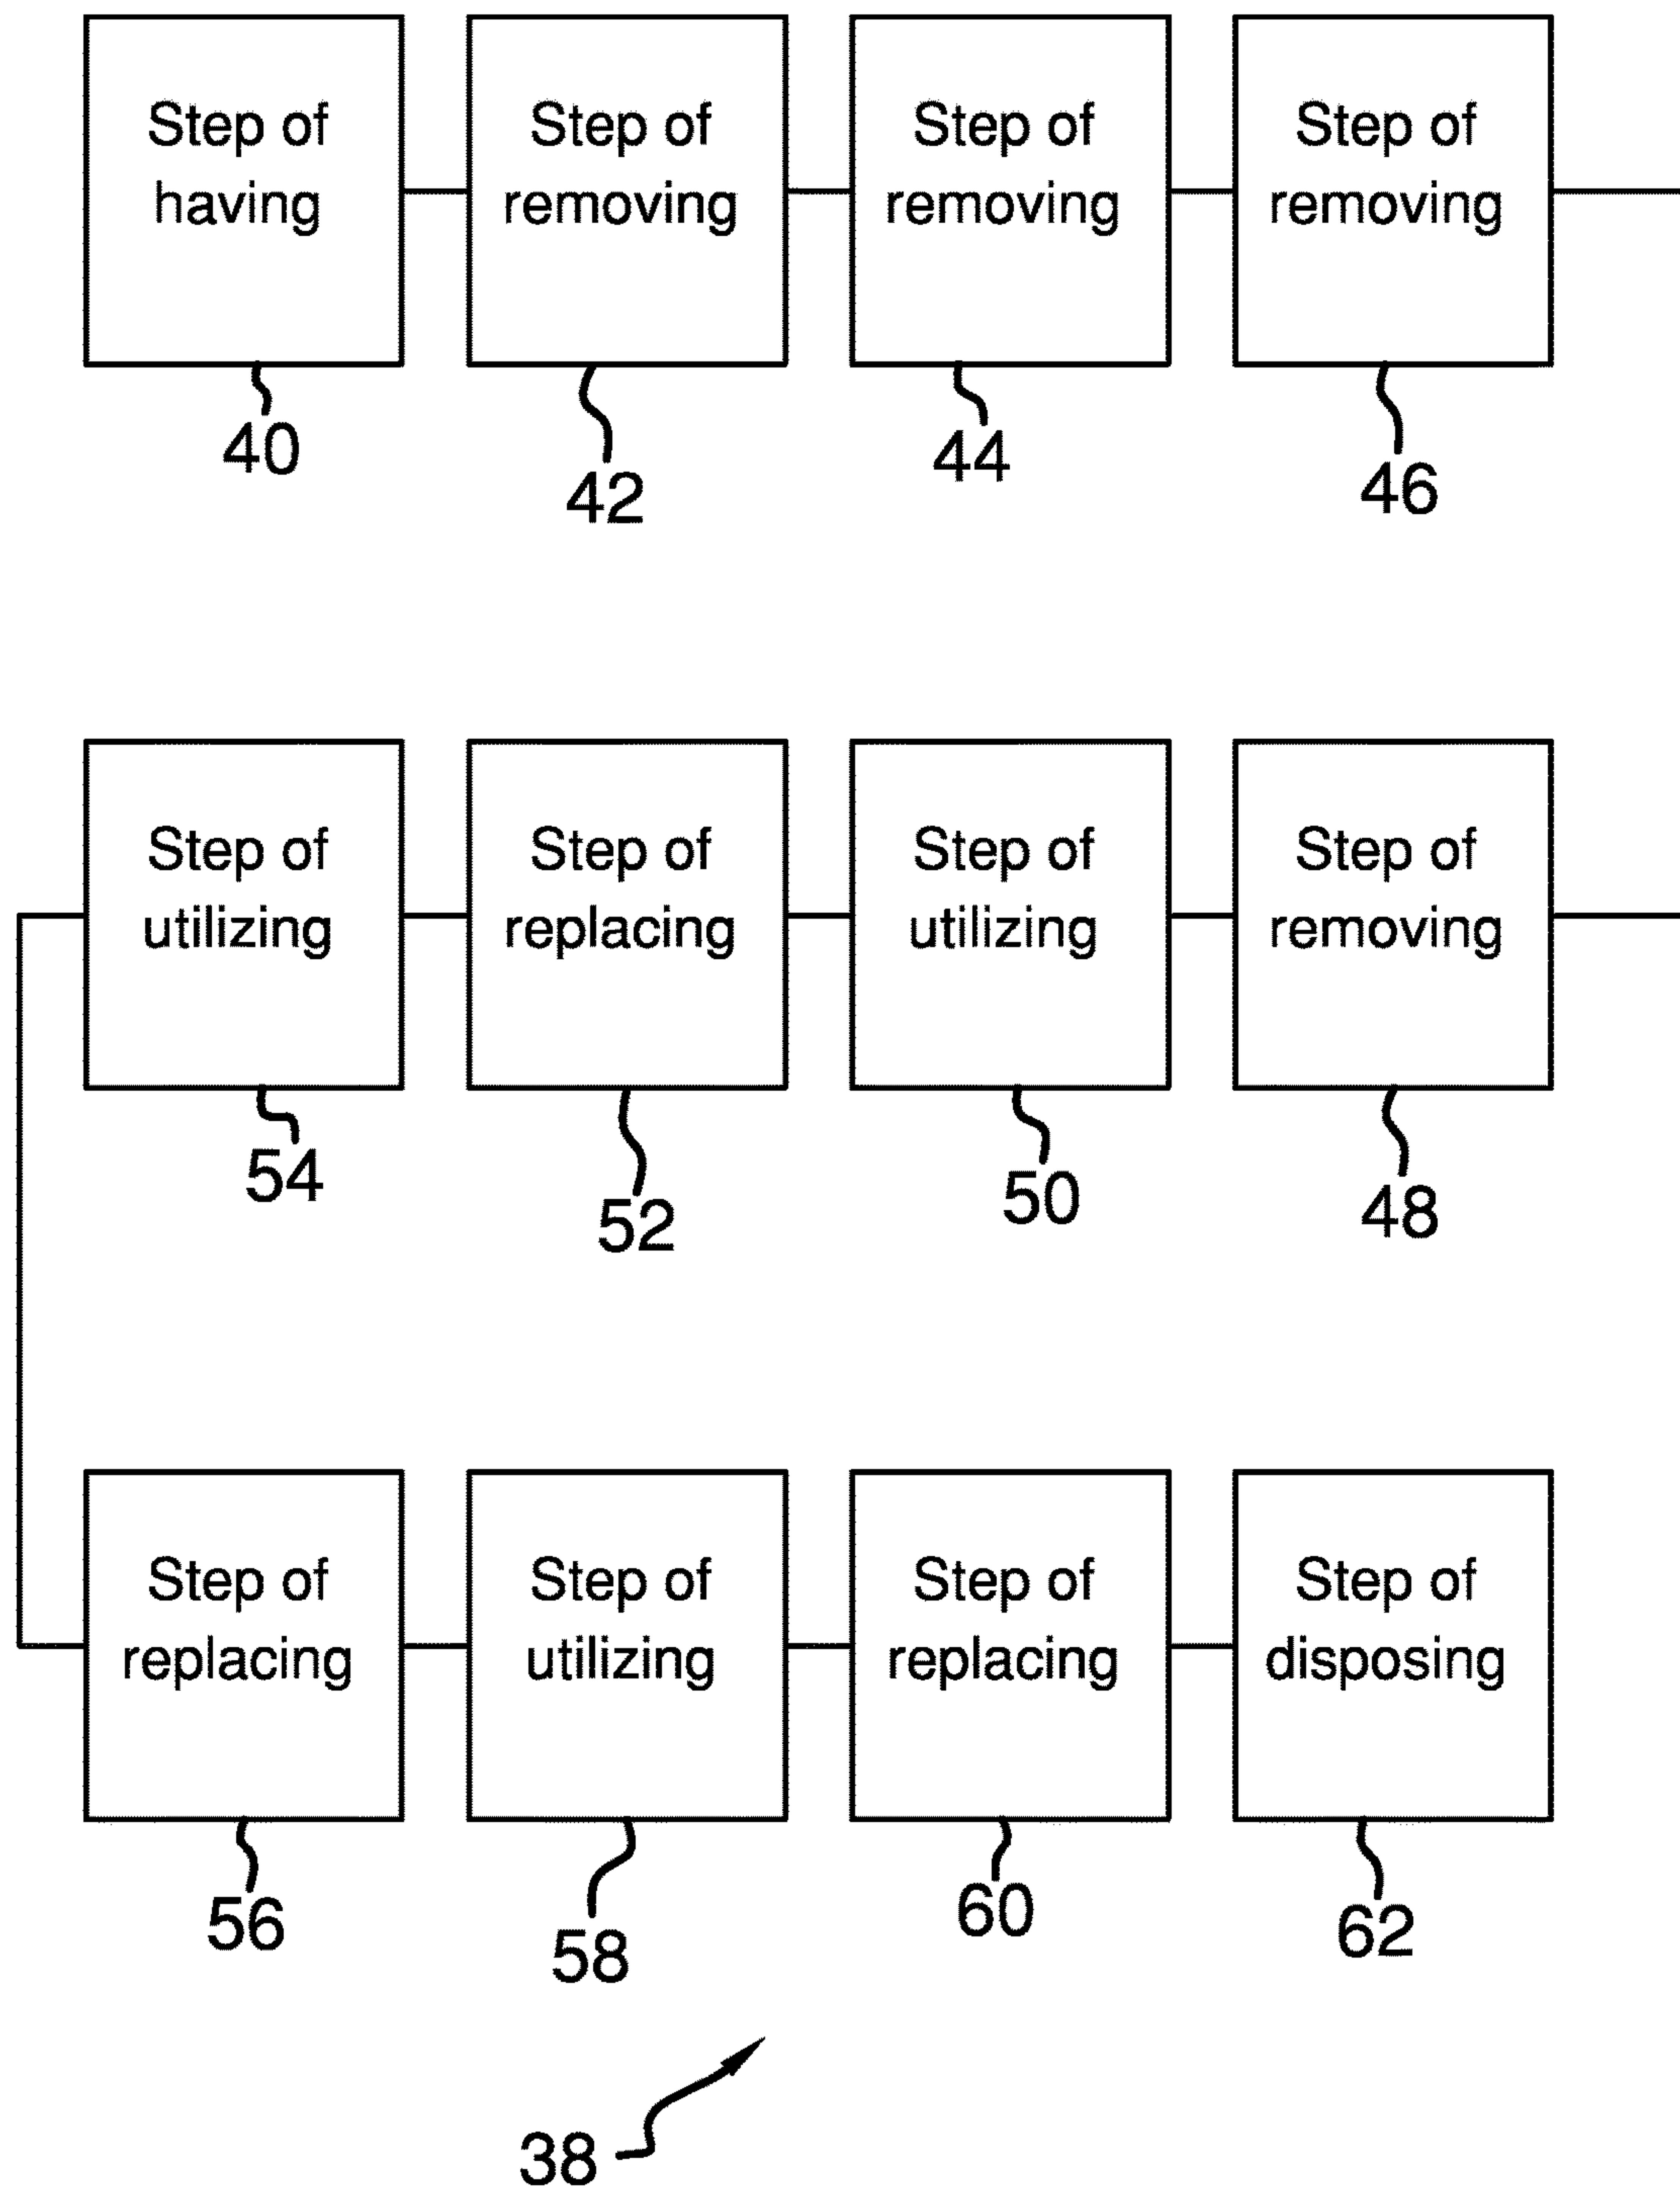 Step of
having
40
Step of
removing
42
Step of
removing
44
Step of
removing
46
Step of
utilizing
54
Step of
replacing
52
Step of
utilizing
50
Step of
removing
48
Step of
replacing
56
Step of
utilizing
58
Step of
replacing
60
Step of
disposing
62
38